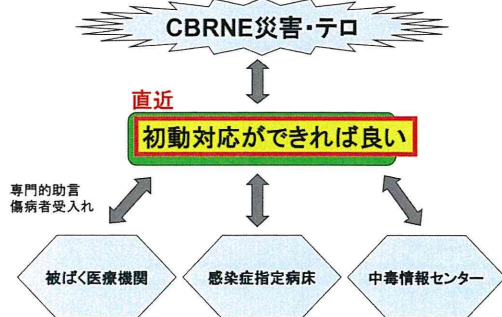 CBRNE災害・テロ
直近
初動対応ができれば良い
専門的助言
傷病者受入れ
被ばく医療機関
感染症指定病床
中毒情報センター